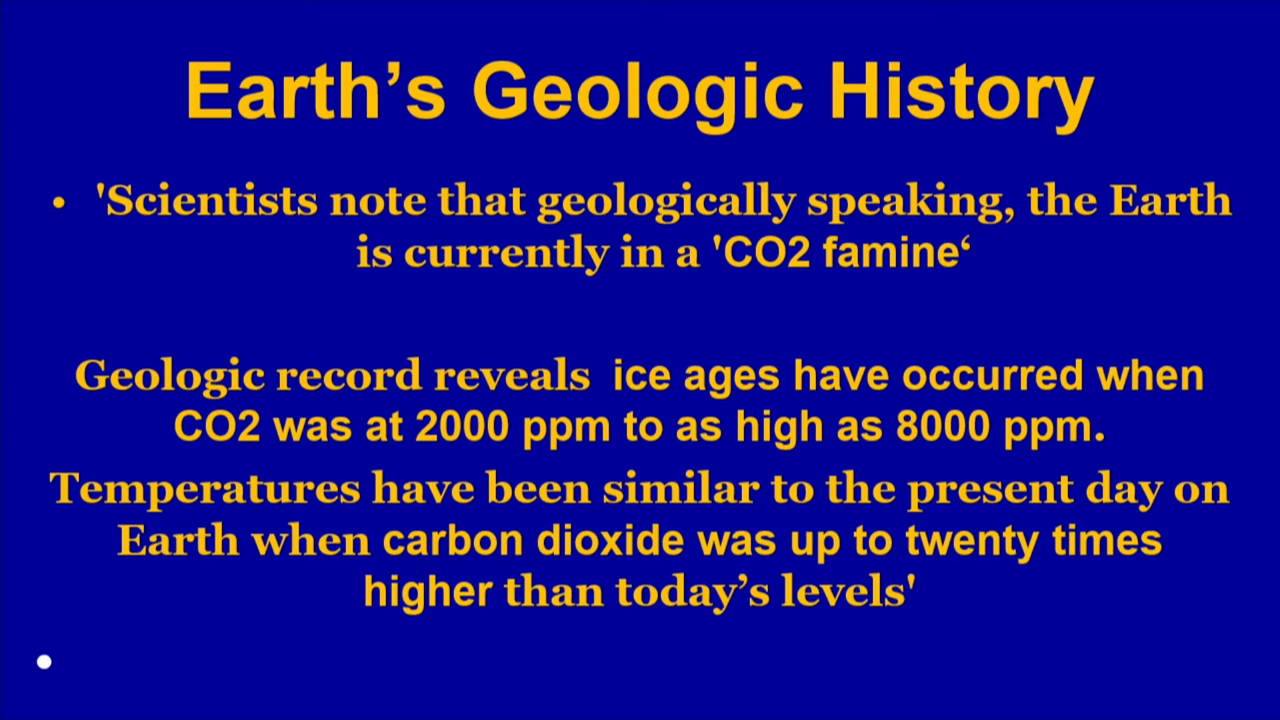 Earth’s Geologic History
• 'Scientists note that geologically speaking, the Earth
is currently in a 'CO2 famine‘
Geologic record reveals  ice ages have occurred when
CO2 was at 2000 ppm to as high as 8000 ppm.
Temperatures have been similar to the present day on
Earth when carbon dioxide was up to twenty times
higher than today’s levels'
•